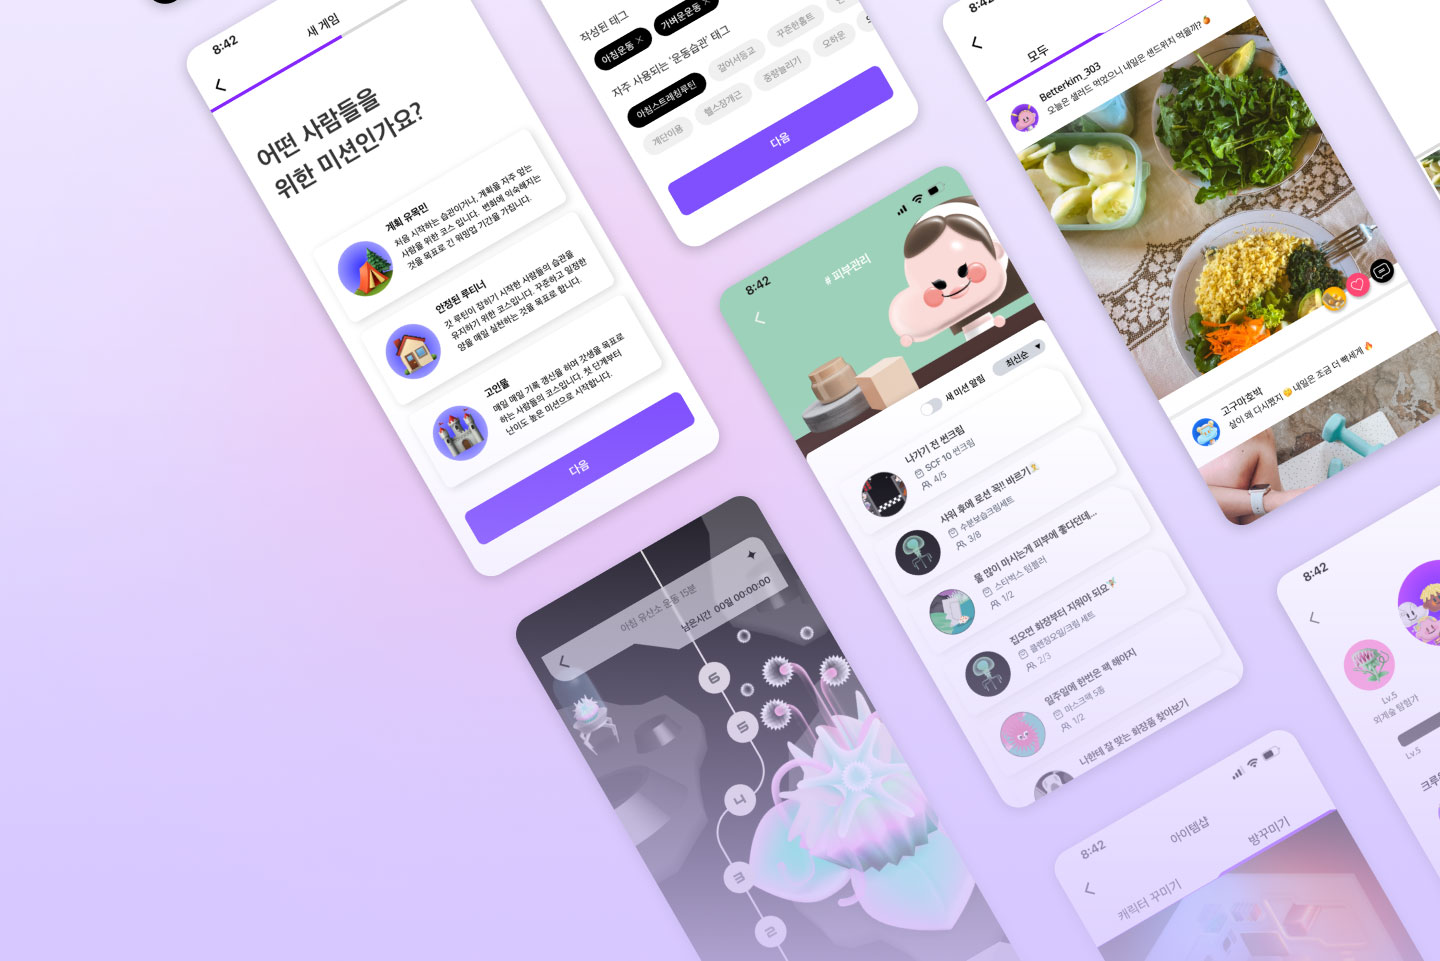 8:42
새 게임
어떤 사람들을
위한 미션인가요?
계획 유목민
처음 시작하는 습관이거나, 계획을 자주 엎는
사람을 위한 코스 입니다. 변화에 익숙해지는
것을 목표로 긴 워밍업 기간을 가집니다.
안정된 루티너
갓 루틴이 잡히기 시작한 사람들의 습관을
유지하기 위한 코스입니다. 꾸준하고 일정한
양을 매일 실천하는 것을 목표로 합니다.
고인물
매일 매일 기록 갱신을 하며 갓생을 목표로
하는 사람들의 코스입니다. 첫 단계부터
난이도 높은 미션으로 시작합니다.
다음
작성된 태그
아침운동 ×
가벼운운동 ×
자주 사용되는 '운동습관' 태그
아침스트레칭루틴
걸어서등교
꾸준한홈트
계단이용
헬스장개근
중량늘리기
오하운
다음
8:42
모두
Betterkim_303
오늘은 샐러드 먹었으니 내일은 샌드위치 먹을까?
고구마호박
살이 왜 다시쪘지 내일은 조금 더 빡세게
8:42
# 피부관리
새 미션 알림
최신순 ▼
나가기 전 썬크림
SCF 10 썬크림
4/5
샤워 후에 로션 꼭!! 바르기
수분보습크림세트
3/8
물 많이 마시는게 피부에 좋다던데...
스타벅스 텀블러
1/2
집오면 화장부터 지워야 되요
클렌징오일/크림 세트
2/3
일주일에 한번은 팩 해야지
마스크팩 5종
1/2
나한테 잘 맞는 화장품 찾아보기
아침 유산소 운동 15분
남은시간 00일 00:00:00
6
5
4
3
2
8:42
Lv.5
외계술 탐험가
Lv.5
8:42
아이템샵
캐릭터 꾸미기
방꾸미기